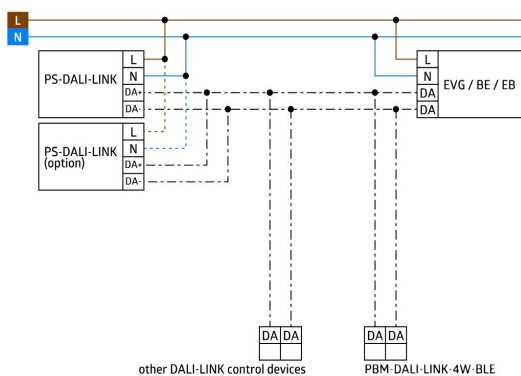 L
N
PS-DALI-LINK
L
N
DA+
DA-
EVG / BE / EB
L
N
DA
DA
PS-DALI-LINK
(option)
L
N
DA+
DA-
DA DA
DA DA
other DALI-LINK control devices
PBM-DALI-LINK-4W-BLE